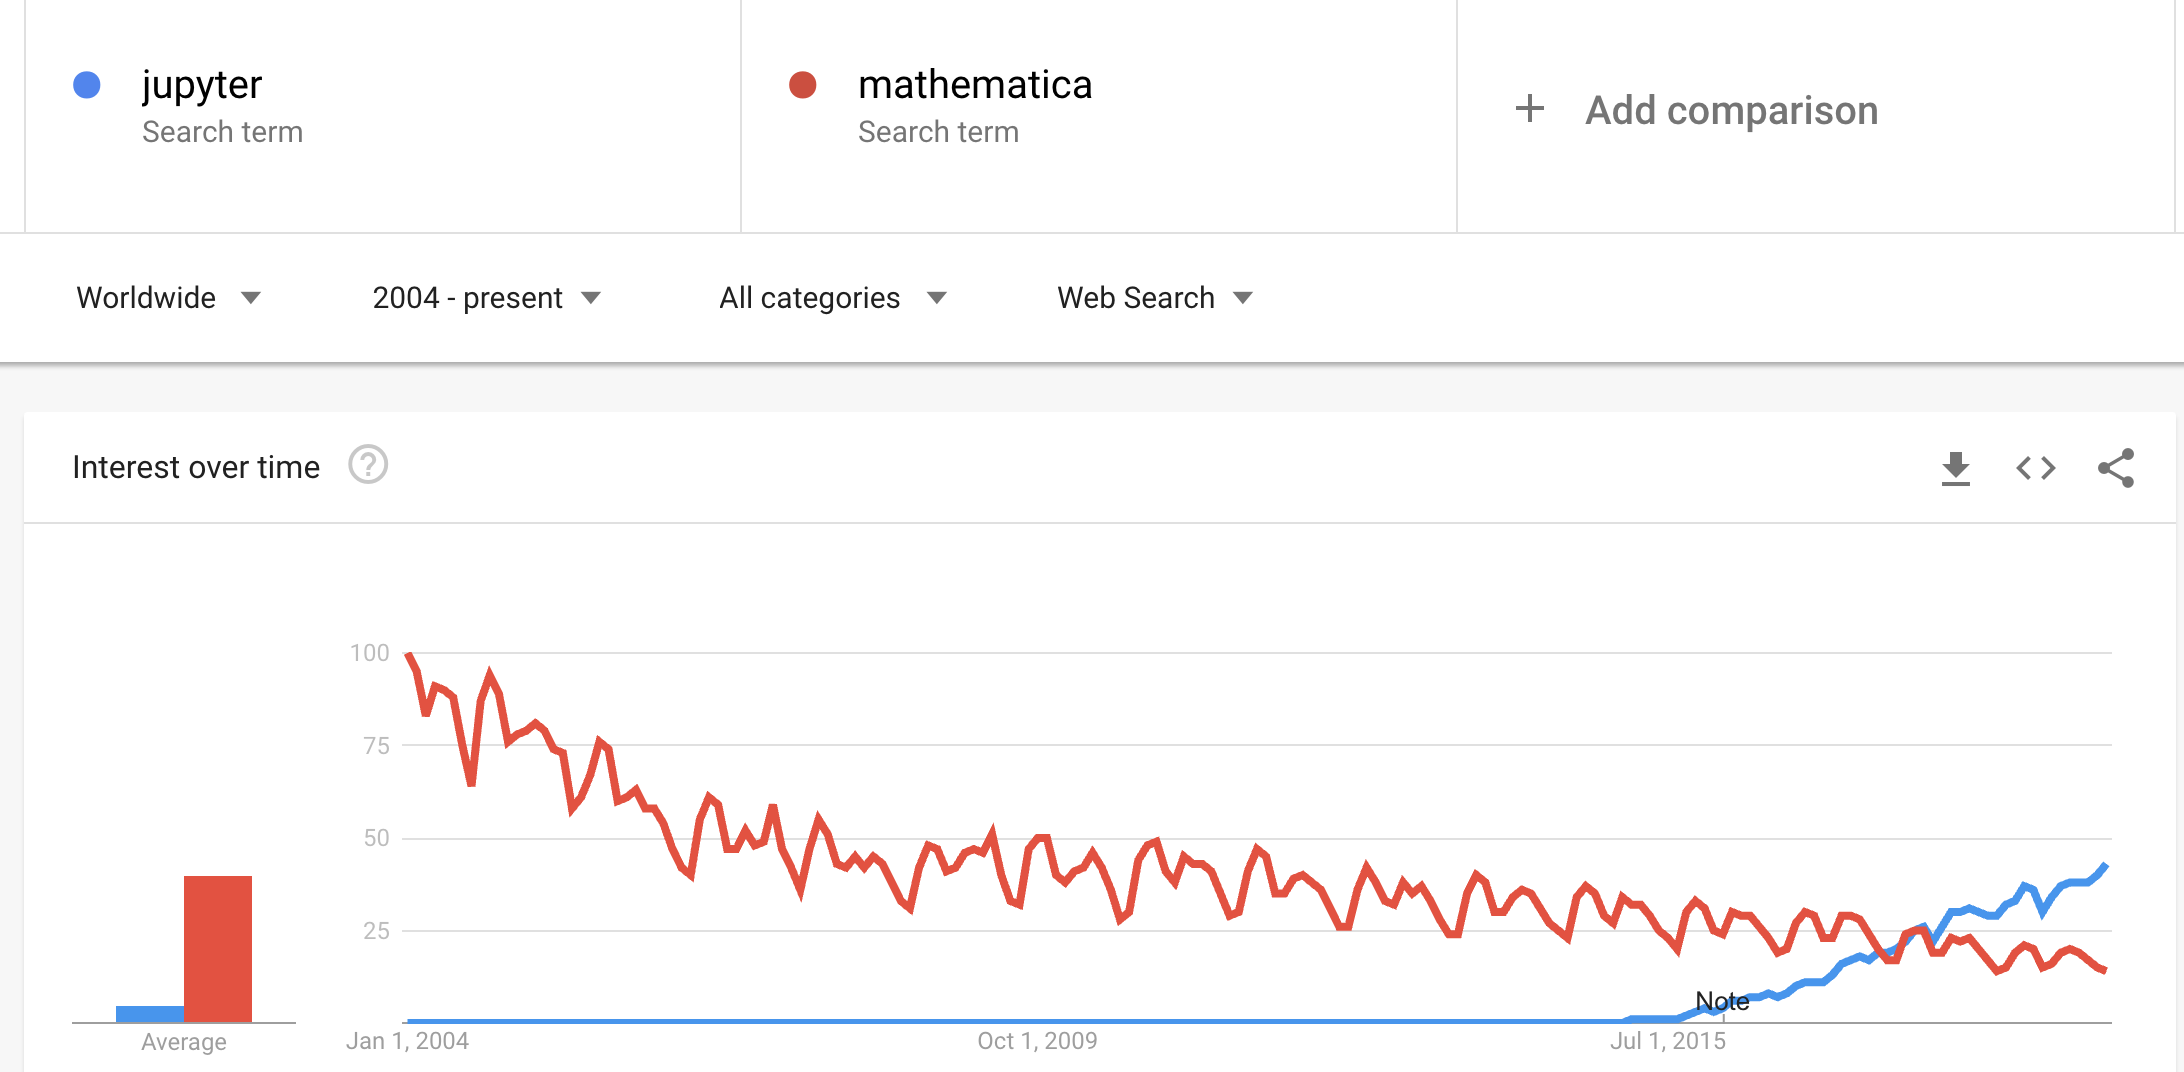 jupyter
Search term
mathematica
Search term
+ Add comparison
Worldwide
2004 - present
All categories
Web Search
Interest over time
?
100
75
50
25
Note
Average
Jan 1, 2004
Oct 1, 2009
Jul 1, 2015